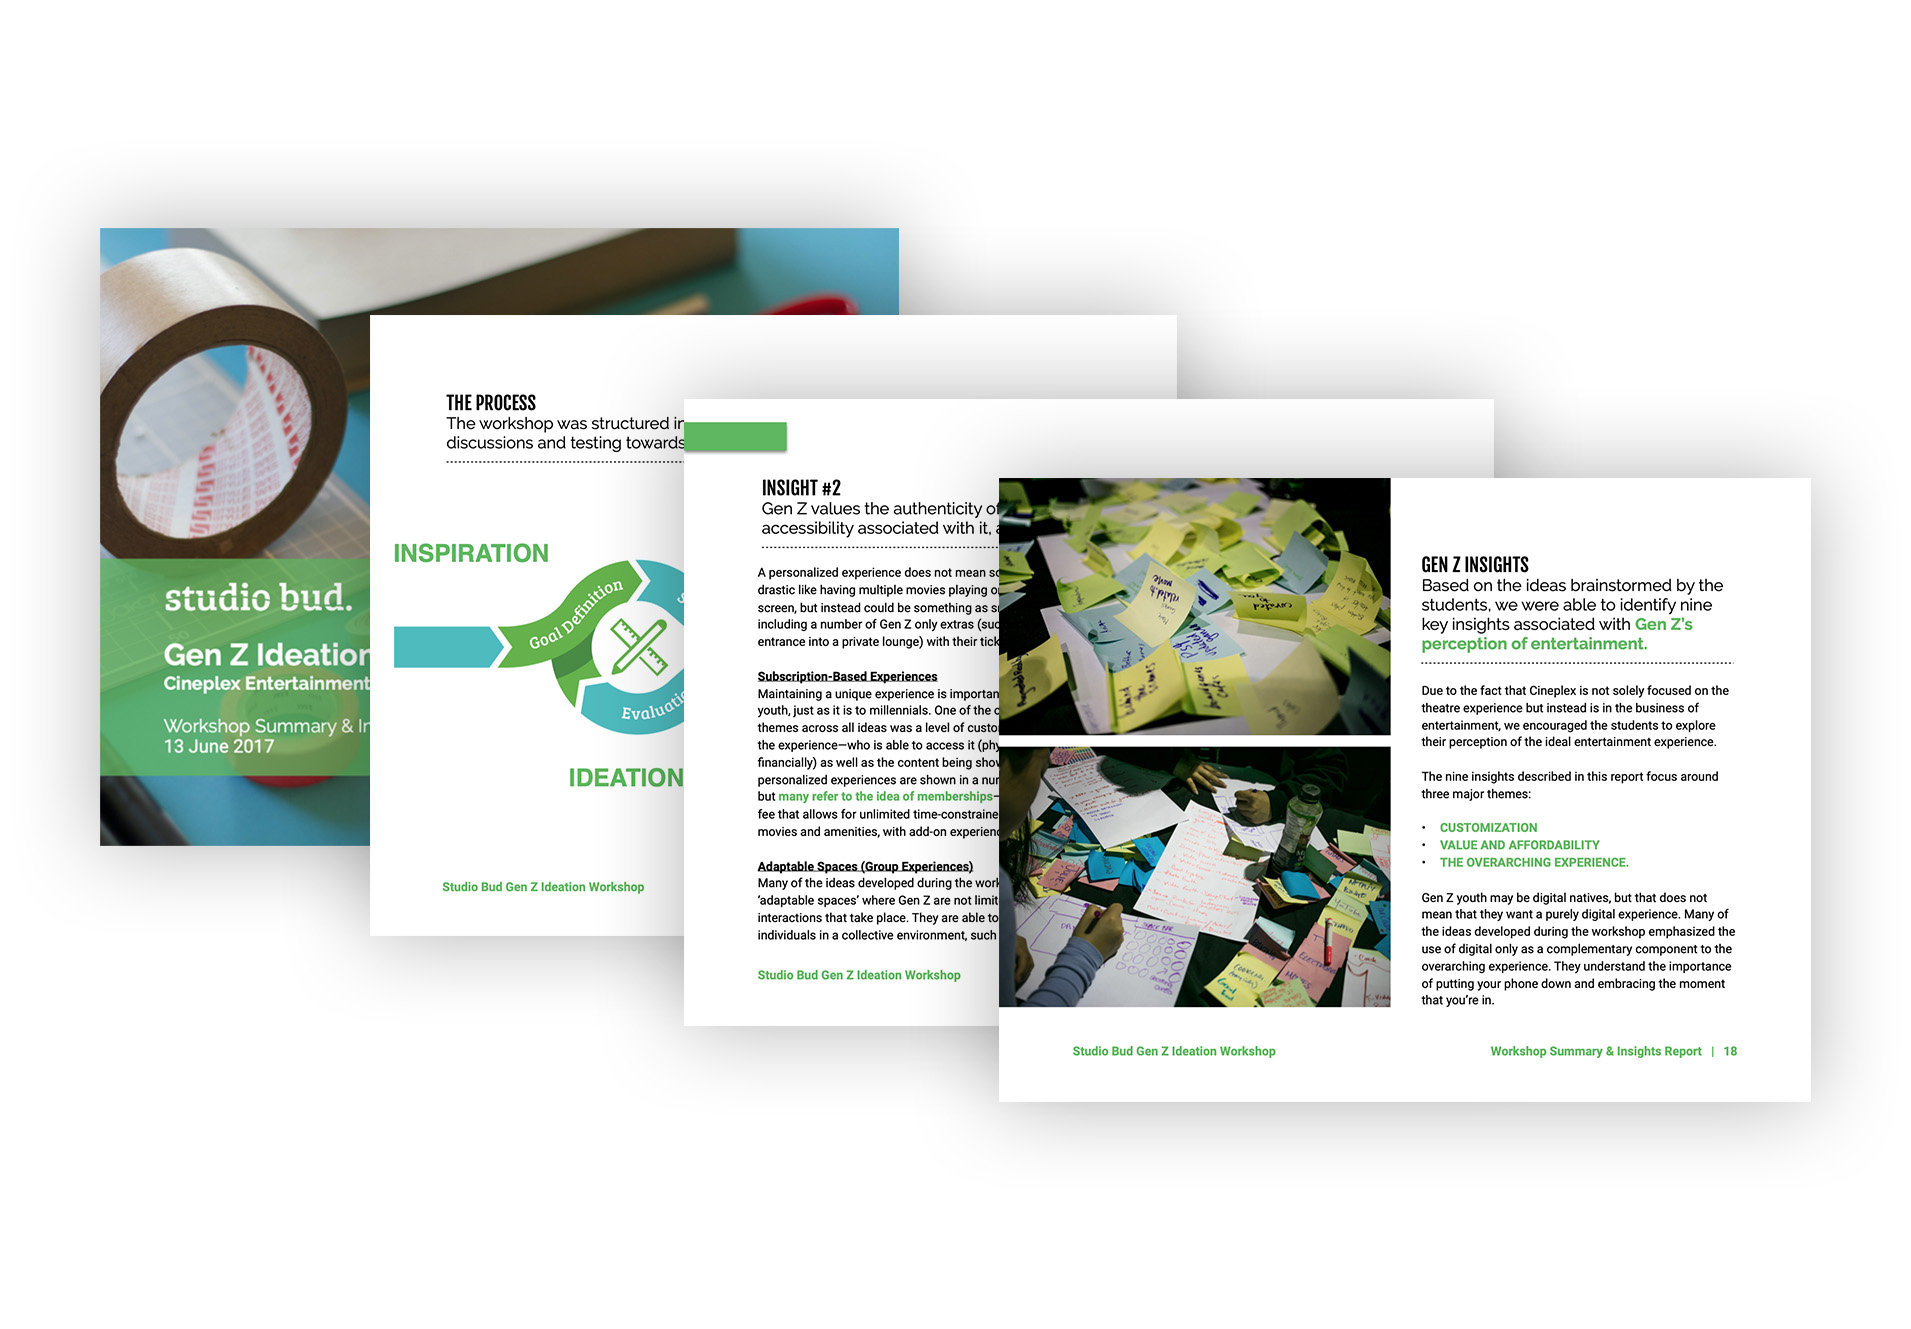 studio bud.
Gen Z Ideation
Cineplex Entertainment
Workshop Summary & In
13 June 2017
THE PROCESS
The workshop was structured in
discussions and testing towards
INSPIRATION
Goal Definition
Evaluatio
IDEATION
Studio Bud Gen Z Ideation Workshop
INSIGHT #2
Gen Z values the authenticity of
accessibility associated with it, a
A personalized experience does not mean so
drastic like having multiple movies playing o
screen, but instead could be something as s
including a number of Gen Z only extras (suc
entrance into a private lounge) with their tick
Subscription-Based Experiences
Maintaining a unique experience is importan
youth, just as it is to millennials. One of the c
themes across all ideas was a level of custo
the experience—who is able to access it (phy
financially) as well as the content being show
personalized experiences are shown in a nu
but many refer to the idea of memberships—
fee that allows for unlimited time-constraine
movies and amenities, with add-on experienc
Adaptable Spaces (Group Experiences)
Many of the ideas developed during the work
'adaptable spaces' where Gen Z are not limit
interactions that take place. They are able to
individuals in a collective environment, such
Studio Bud Gen Z Ideation Workshop
GEN Z INSIGHTS
Based on the ideas brainstormed by the
students, we were able to identify nine
key insights associated with Gen Z's
perception of entertainment.
Due to the fact that Cineplex is not solely focused on the
theatre experience but instead is in the business of
entertainment, we encouraged the students to explore
their perception of the ideal entertainment experience.
The nine insights described in this report focus around
three major themes:
• CUSTOMIZATION
• VALUE AND AFFORDABILITY
• THE OVERARCHING EXPERIENCE.
Gen Z youth may be digital natives, but that does not
mean that they want a purely digital experience. Many of
the ideas developed during the workshop emphasized the
use of digital only as a complementary component to the
overarching experience. They understand the importance
of putting your phone down and embracing the moment
that you're in.
Studio Bud Gen Z Ideation Workshop
Workshop Summary & Insights Report | 18